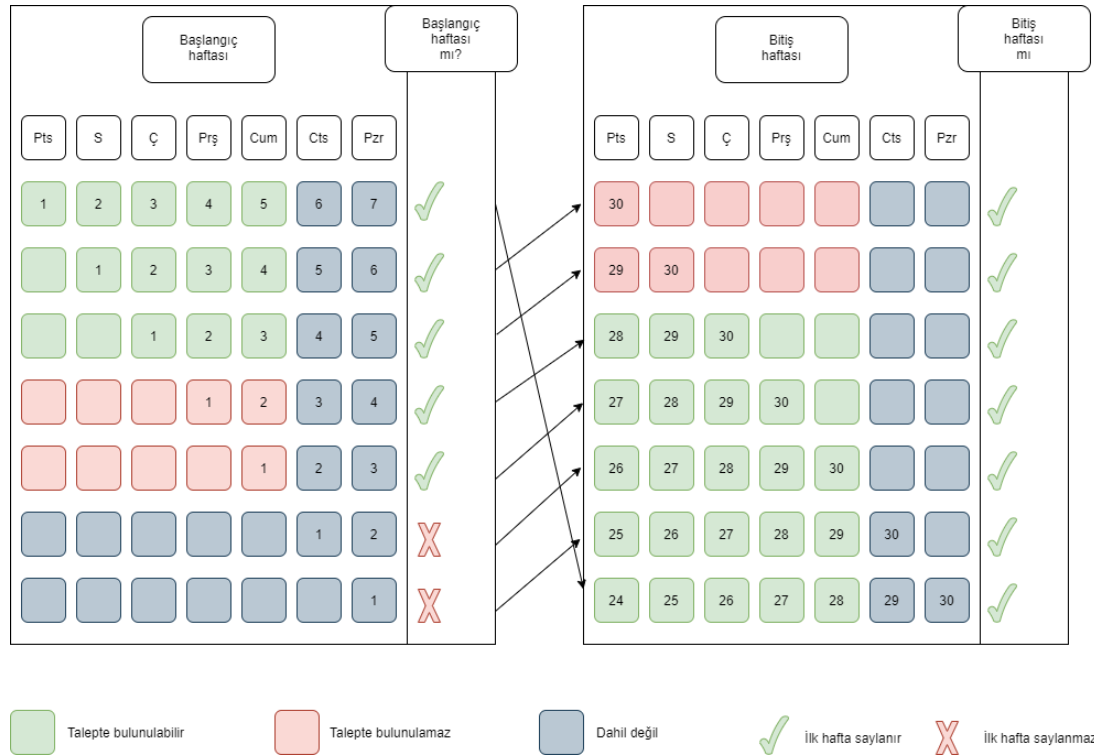 Başlangıç
haftası
Başlangıç
haftası
mı?
Bitiş
haftası
Bitiş
haftası
mı
Pts S Ç Prş Cum Cts Pzr
Pts S Ç Prş Cum Cts Pzr
1 2 3 4 5 6 7
30
1 2 3 4 5 6
29 30
1 2 3 4 5
28 29 30
1 2 3 4
27 28 29 30
1 2 3
26 27 28 29 30
1 2
25 26 27 28 29 30
1
24 25 26 27 28 29 30
Talepte bulunulabilir
Talepte bulunulamaz
Dahil değil
İlk hafta saylanır
İlk hafta saylanmaz